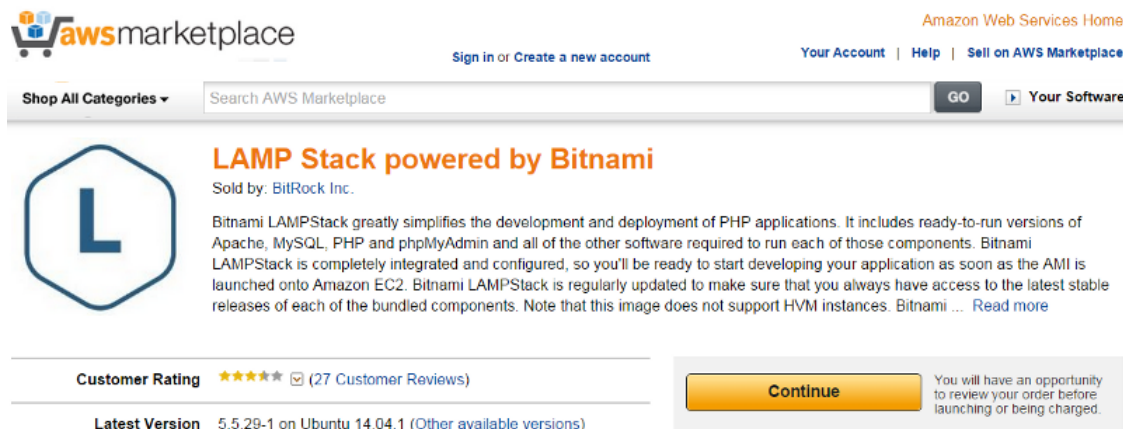 awsmarketplace
Amazon Web Services Home
Sign in or Create a new account
Your Account | Help | Sell on AWS Marketplace
Shop All Categories
Search AWS Marketplace
GO
Your Software
L
LAMP Stack powered by Bitnami
Sold by: BitRock Inc.
Bitnami LAMPStack greatly simplifies the development and deployment of PHP applications. It includes ready-to-run versions of
Apache, MySQL, PHP and phpMyAdmin and all of the other software required to run each of those components. Bitnami
LAMPStack is completely integrated and configured, so you'll be ready to start developing your application as soon as the AMI is
launched onto Amazon EC2. Bitnami LAMPStack is regularly updated to make sure that you always have access to the latest stable
releases of each of the bundled components. Note that this image does not support HVM instances. Bitnami ... Read more
Customer Rating (27 Customer Reviews)
Latest Version 5.5.29-1 on Ubuntu 14.04.1 (Other available versions)
Continue
You will have an opportunity
to review your order before
launching or being charged.